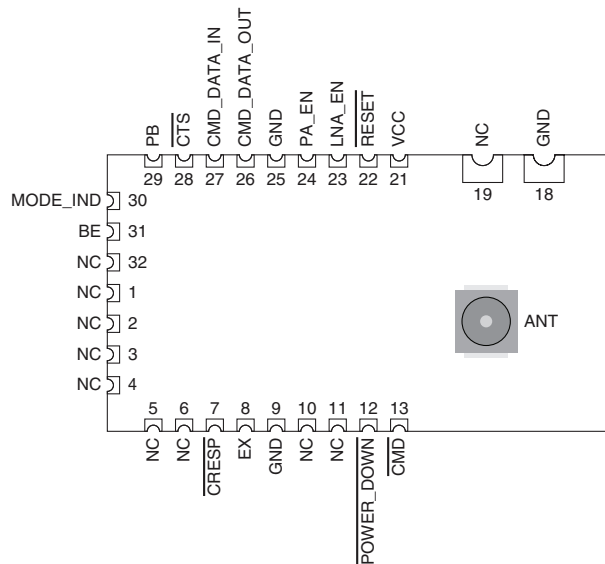 PB
CTS
CMD_DATA_IN
CMD_DATA_OUT
GND
PA_EN
LNA_EN
RESET
VCC
NC
GND
29
28
27
26
25
24
23
22
21
19
18
MODE_IND 30
BE 31
NC 32
NC 1
NC 2
NC 3
NC 4
ANT
5
6
7
8
9
10
11
12
13
NC
NC
CRESP
EX
GND
NC
NC
POWER_DOWN
CMD